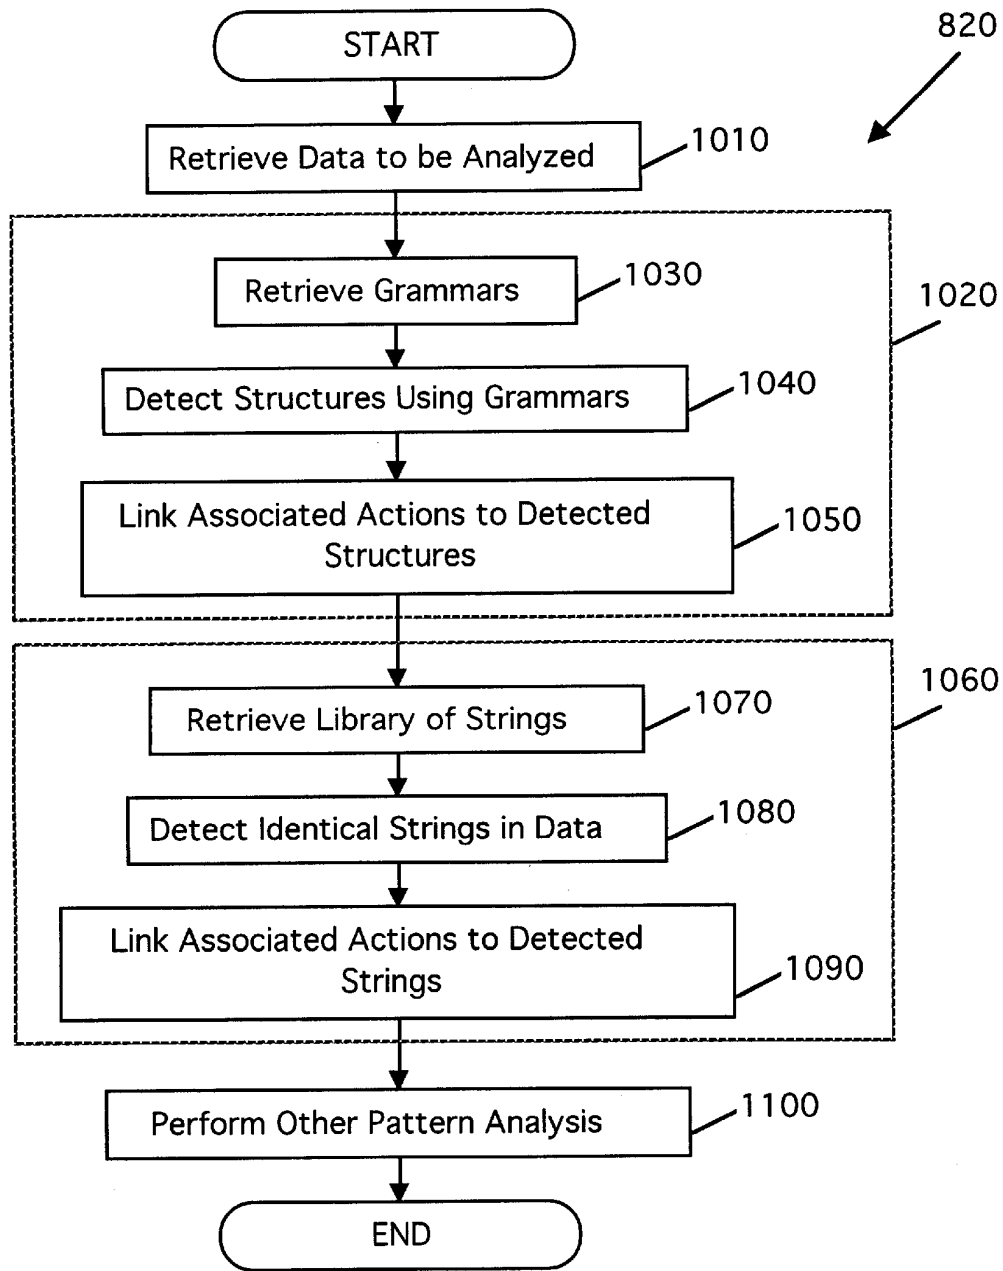 START
820
Retrieve Data to be Analyzed
1010
Retrieve Grammars
1030
1020
Detect Structures Using Grammars
1040
Link Associated Actions to Detected
Structures
1050
1060
Retrieve Library of Strings
1070
Detect Identical Strings in Data
1080
Link Associated Actions to Detected
Strings
1090
Perform Other Pattern Analysis
1100
END